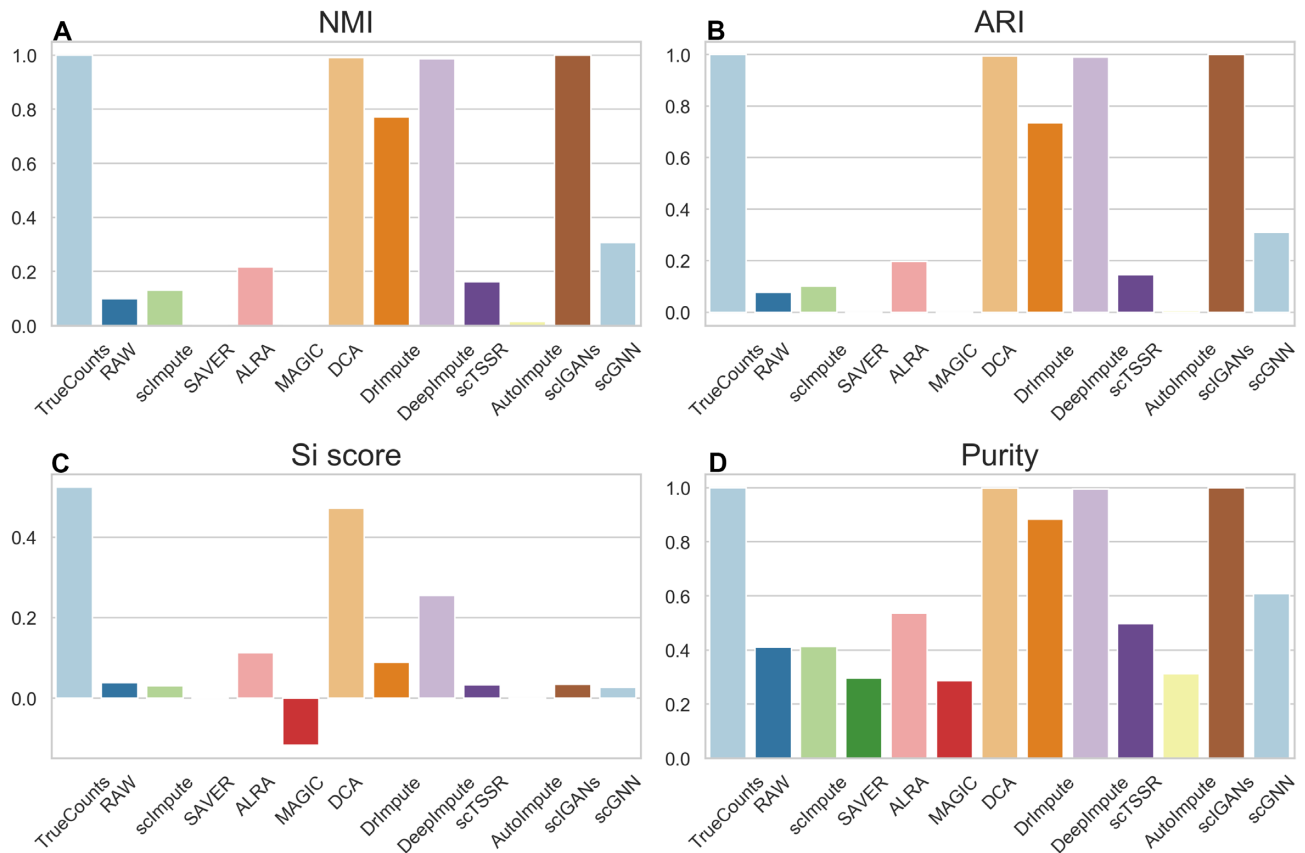 A NMI
1.0
0.8
0.6
0.4
0.2
0.0
TrueCounts RAW scImpute SAVER ALRA MAGIC DCA DrImpute DeepImpute scTSSR AutoImpute scIGANs scGNN
B ARI
1.0
0.8
0.6
0.4
0.2
0.0
TrueCounts RAW scImpute SAVER ALRA MAGIC DCA DrImpute DeepImpute scTSSR AutoImpute scIGANs scGNN
C Si score
0.4
0.2
0.0
TrueCounts RAW scImpute SAVER ALRA MAGIC DCA DrImpute DeepImpute scTSSR AutoImpute scIGANs scGNN
D Purity
1.0
0.8
0.6
0.4
0.2
0.0
TrueCounts RAW scImpute SAVER ALRA MAGIC DCA DrImpute DeepImpute scTSSR AutoImpute scIGANs scGNN